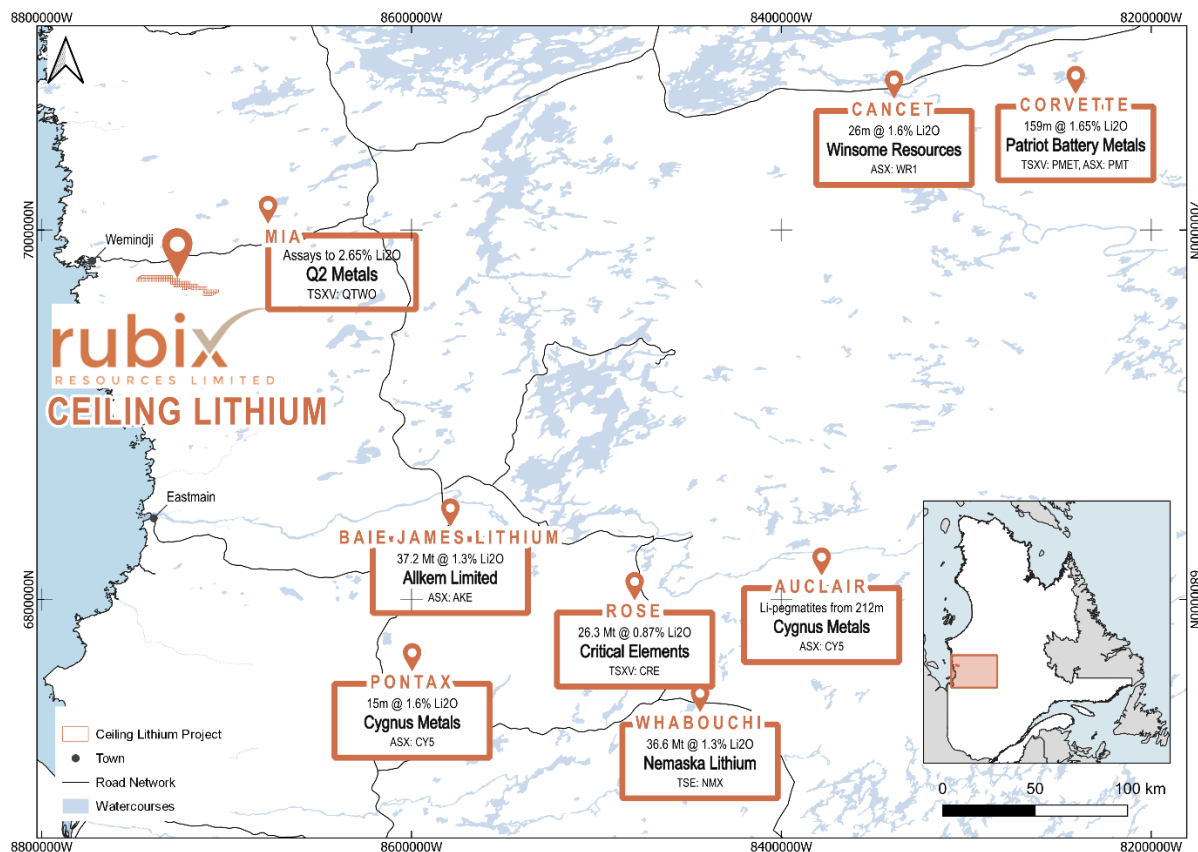 8800000W
8600000W
8400000W
8200000W
CANCET
26m @ 1.6% Li2O
Winsome Resources
ASX: WR1
CORVETTE
159m @ 1.65% Li2O
Patriot Battery Metals
TSXV: PMET, ASX: PMT
7000000N
7000000N
Wemindji
MIA
Assays to 2.65% Li2O
Q2 Metals
TSXV: QTWO
rubix
RESOURCES LIMITED
CEILING LITHIUM
Eastmain
BAIE-JAMES-LITHIUM
37.2 Mt @ 1.3% Li2O
Allkem Limited
ASX: AKE
ROSE
26.3 Mt @ 0.87% Li2O
Critical Elements
TSXV: CRE
AUCLAIR
Li-pegmatites from 212m
Cygnus Metals
ASX: CY5
6800000N
6800000N
PONTAX
15m @ 1.6% Li2O
Cygnus Metals
ASX: CY5
WHABOUCHI
36.6 Mt @ 1.3% Li2O
Nemaska Lithium
TSE: NMX
Ceiling Lithium Project
Town
Road Network
Watercourses
0 50 100 km
8800000W
8600000W
8400000W
8200000W